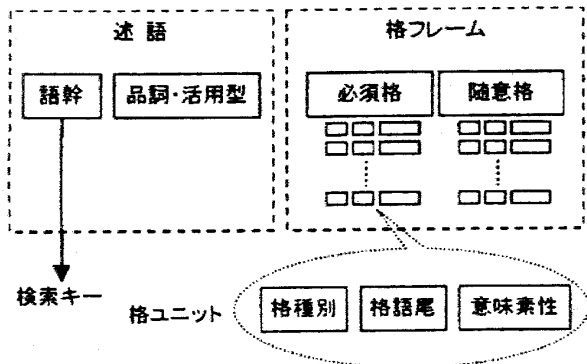 述語
格フレーム
語幹
品詞・活用型
必須格
随意格
検索キー
格ユニット
格種別
格語尾
意味素性